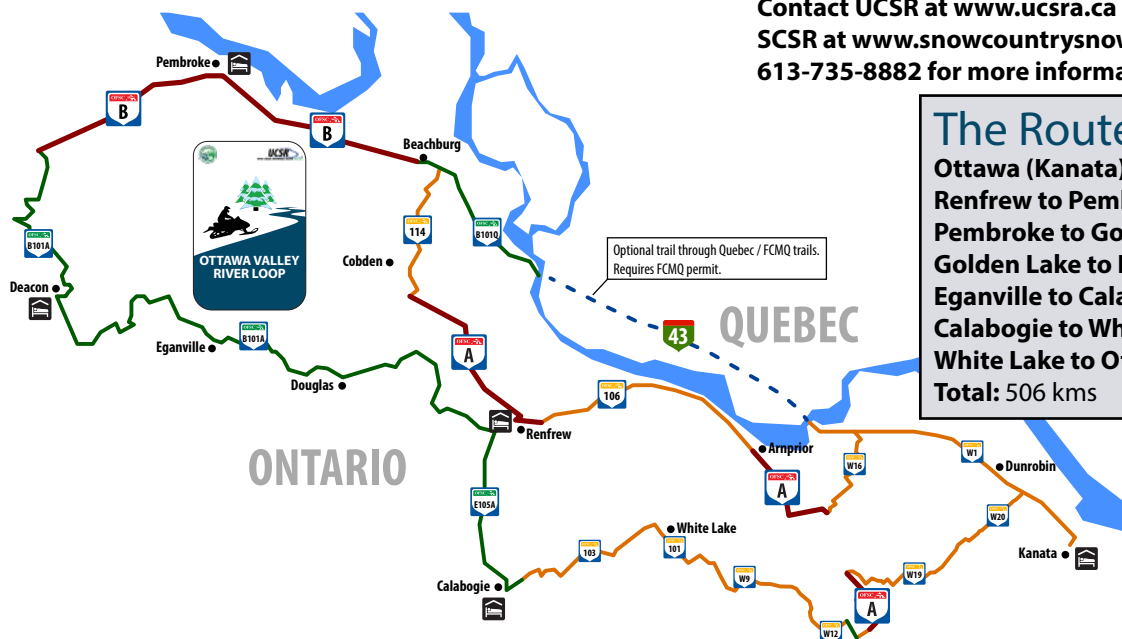 Contact UCSR at www.ucsra.ca
SCSR at www.snowcountrysnow
613-735-8882 for more informa
The Route
Ottawa (Kanata)
Renfrew to Pemb
Pembroke to Go
Golden Lake to
Eganville to Cala
Calabogie to Wh
White Lake to Ot
Total: 506 kms
Pembroke
B
B
Beachburg
UCSR
OTTAWA VALLEY
RIVER LOOP
114
B101Q
B101A
Cobden
Optional trail through Quebec / FCMQ trails.
Requires FCMQ permit.
Deacon
QUEBEC
43
Eganville
B101A
A
Douglas
106
Renfrew
ONTARIO
Arnprior
W1
Dunrobin
W16
A
E105A
W20
White Lake
101
103
Kanata
W9
W19
Calabogie
A
W12